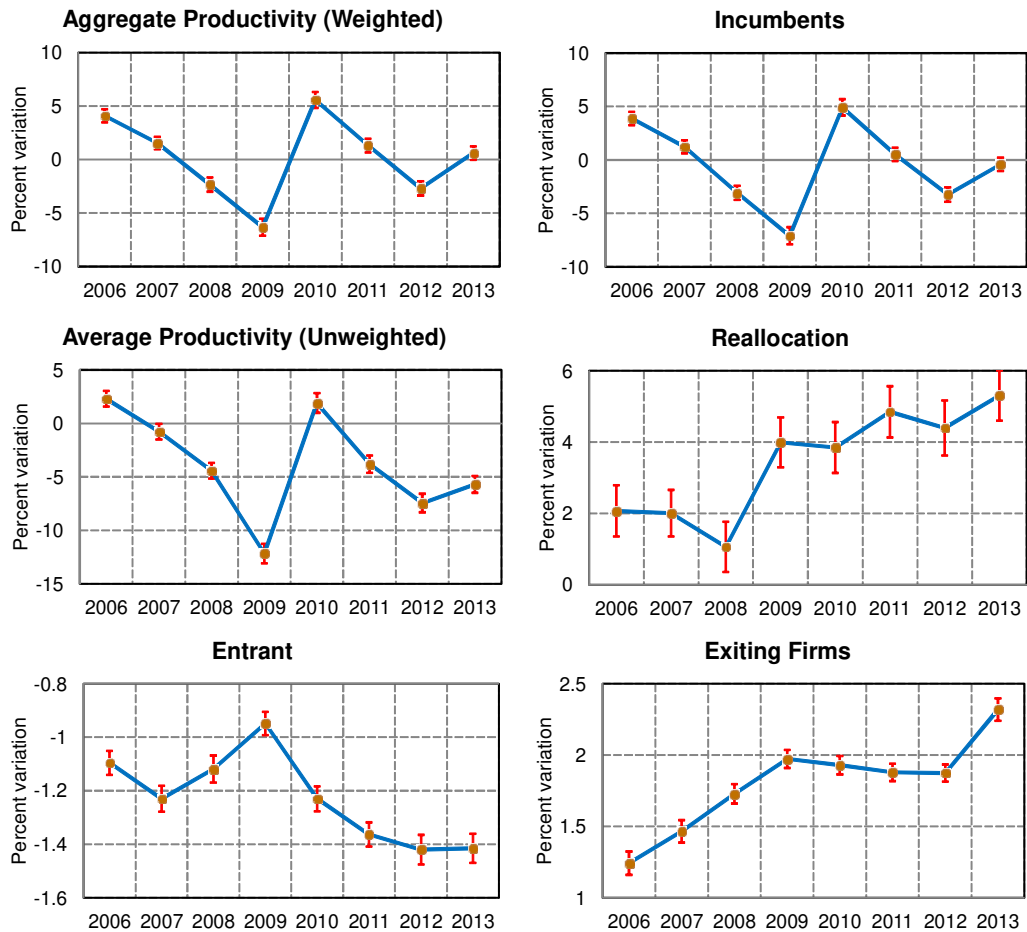 Aggregate Productivity (Weighted)
Percent variation
10
5
0
-5
-10
2006 2007 2008 2009 2010 2011 2012 2013
Incumbents
Percent variation
10
5
0
-5
-10
2006 2007 2008 2009 2010 2011 2012 2013
Average Productivity (Unweighted)
Percent variation
5
0
-5
-10
-15
2006 2007 2008 2009 2010 2011 2012 2013
Reallocation
Percent variation
6
4
2
0
2006 2007 2008 2009 2010 2011 2012 2013
Entrant
Percent variation
-0.8
-1
-1.2
-1.4
-1.6
2006 2007 2008 2009 2010 2011 2012 2013
Exiting Firms
Percent variation
2.5
2
1.5
1
2006 2007 2008 2009 2010 2011 2012 2013